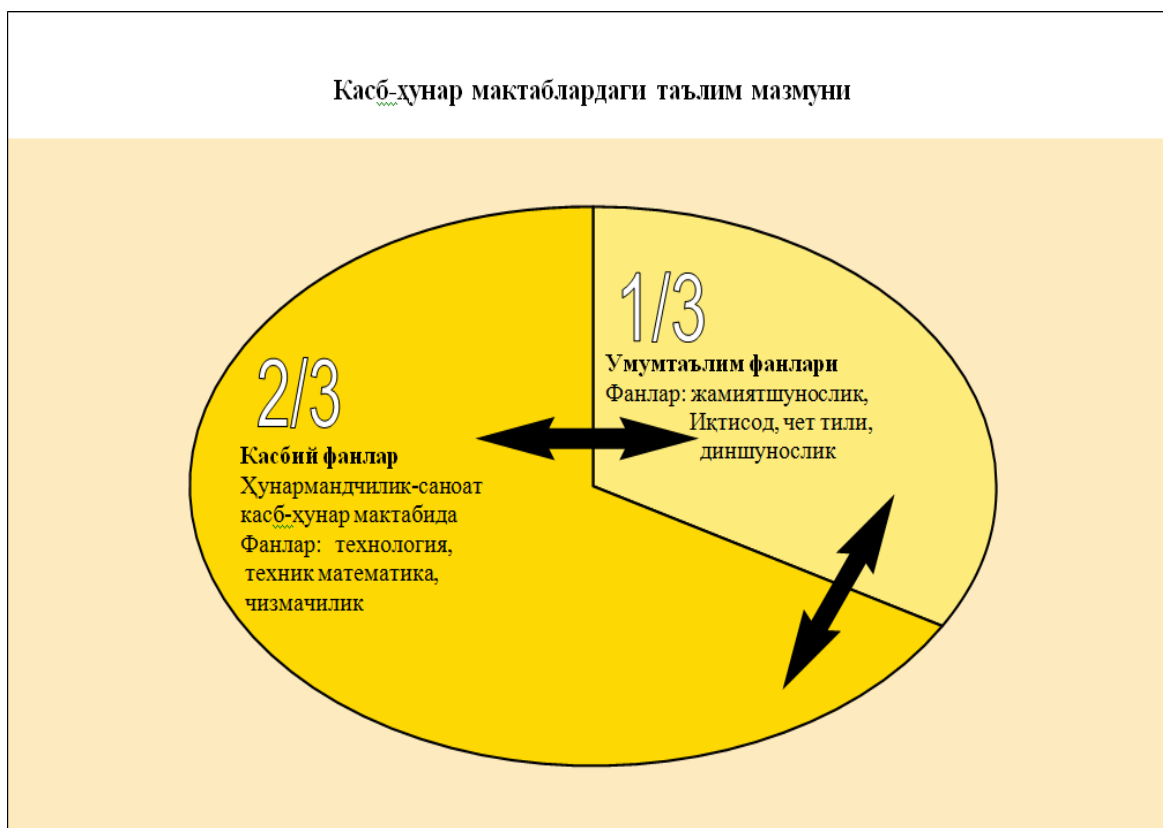 Касб-ҳунар мактаблардаги таълим мазмуни
1/3
Умумтаълим фанлари
Фанлар: жамиятшунослик,
Иқтисод, чет тили,
диншунослик
2/3
Касбий фанлар
Ҳунармандчилик-саноат
касб-ҳунар мактабида
Фанлар: технология,
техник математика,
чизмачилик